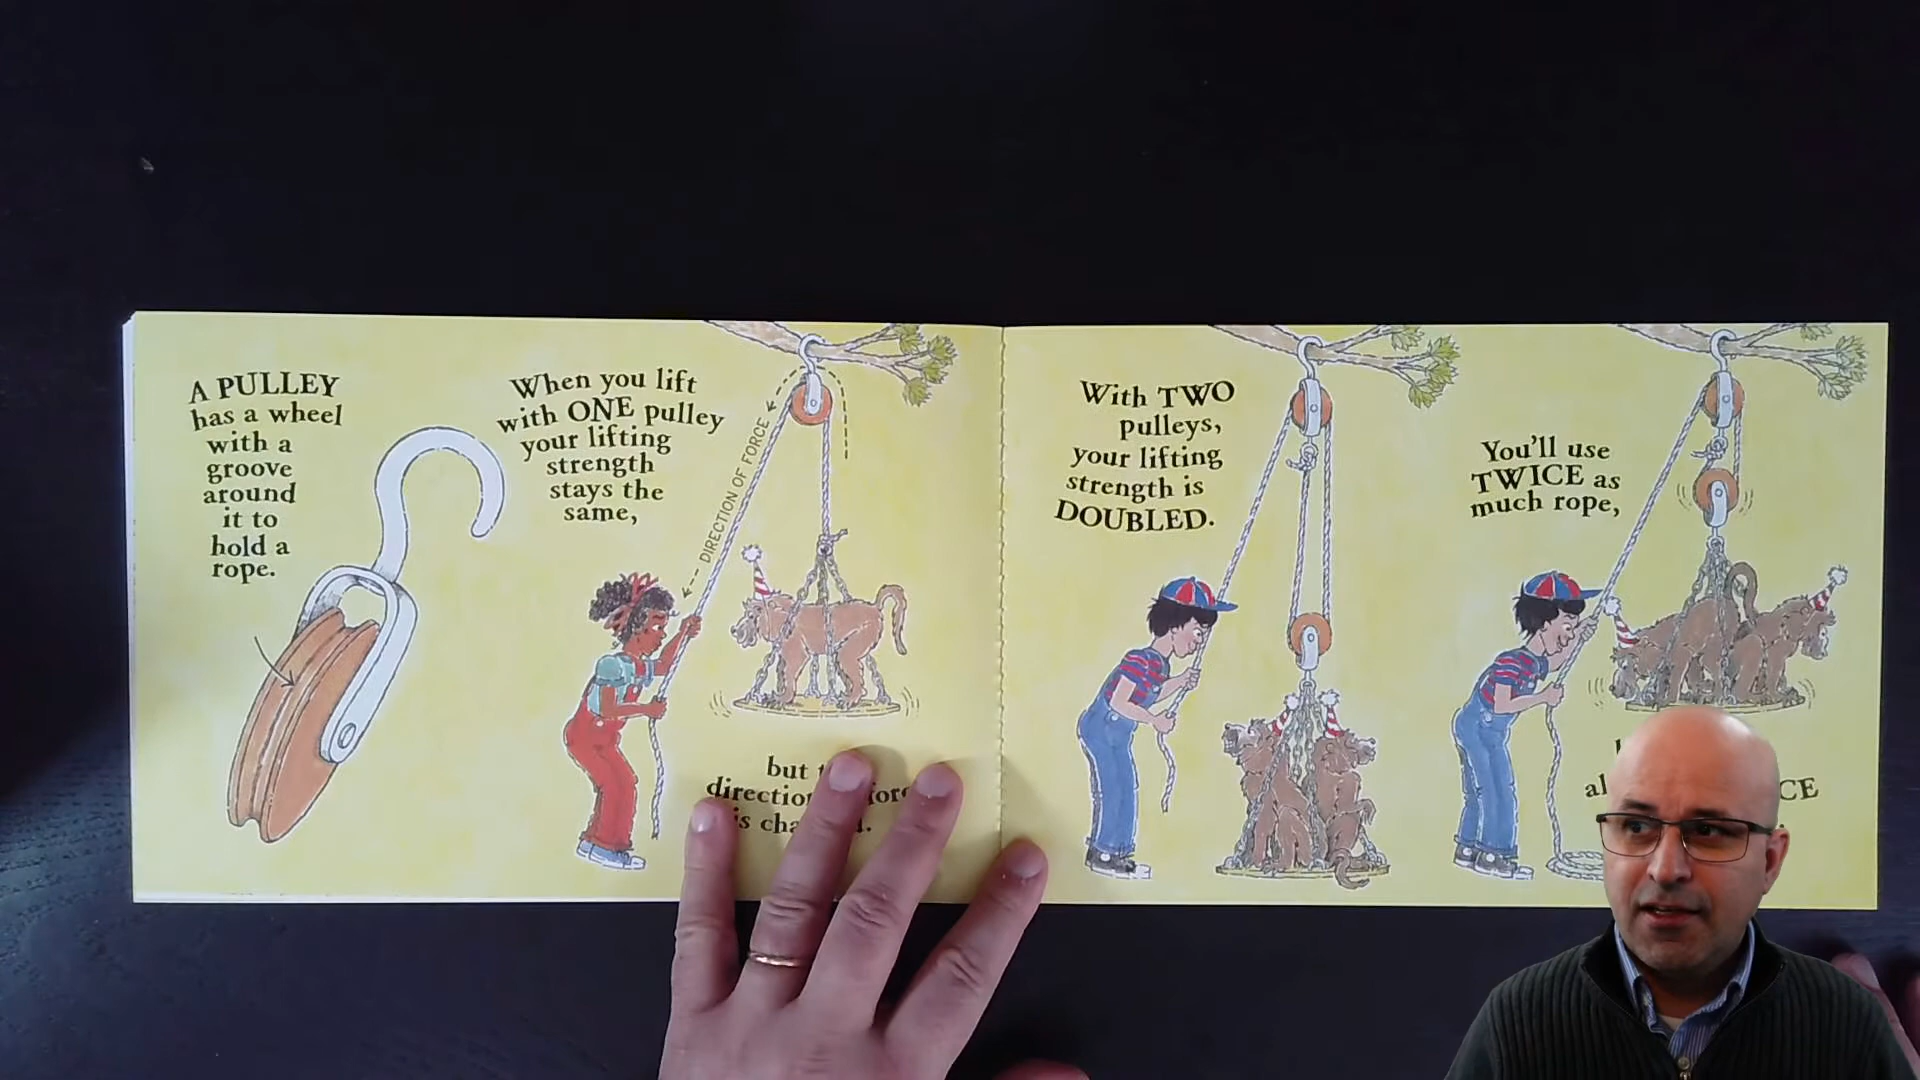 A PULLEY
has a wheel
with a
groove
around
it to
hold a
rope.
When you lift
with ONE pulley
your lifting
strength
stays the
same,
DIRECTION OF FORCE
but
is
With TWO
pulleys,
your lifting
strength is
DOUBLED.
You'll use
TWICE as
much rope,